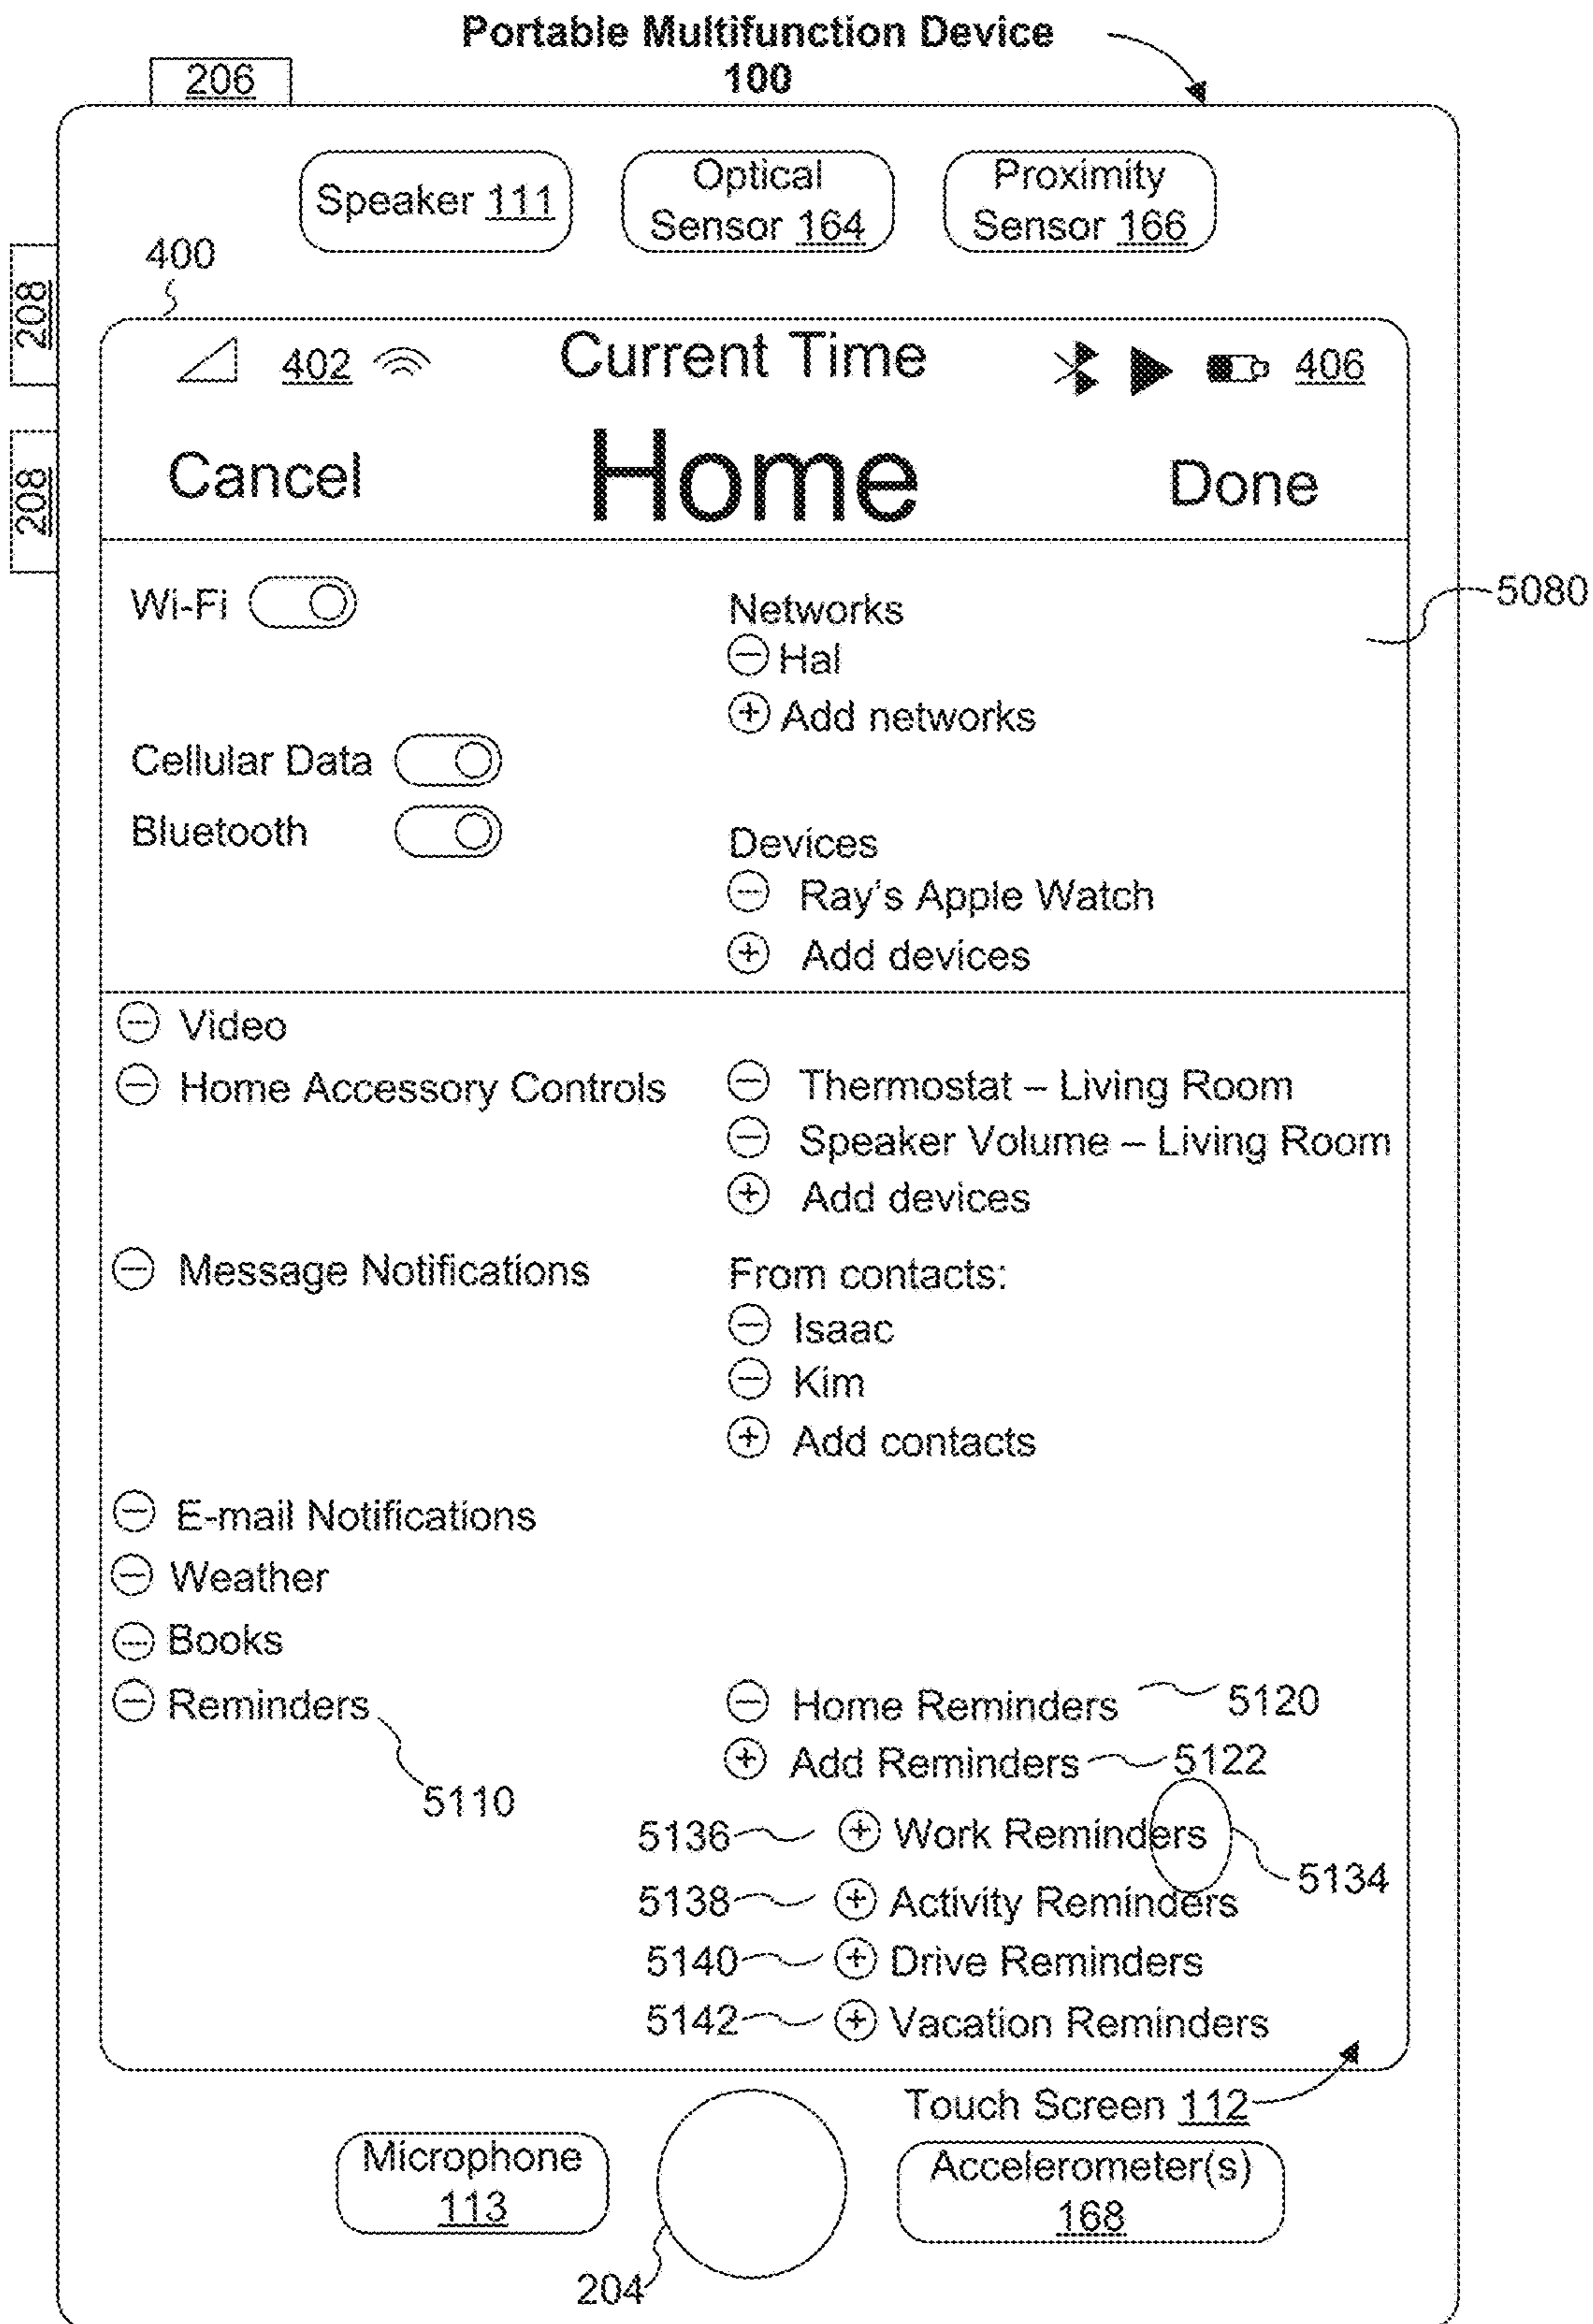 Portable Multifunction Device
100
206
Speaker 111
Optical
Sensor 164
Proximity
Sensor 166
208
208
400
402
Current Time
406
Cancel
Home
Done
5080
Wi-Fi
Networks
Hal
Add networks
Cellular Data
Bluetooth
Devices
Ray's Apple Watch
Add devices
Video
Home Accessory Controls
Thermostat – Living Room
Speaker Volume – Living Room
Add devices
Message Notifications
From contacts:
Isaac
Kim
Add contacts
E-mail Notifications
Weather
Books
Reminders
5110
Home Reminders
5120
Add Reminders
5122
5136
Work Reminders
5134
5138
Activity Reminders
5140
Drive Reminders
5142
Vacation Reminders
Touch Screen 112
Microphone
113
204
Accelerometer(s)
168